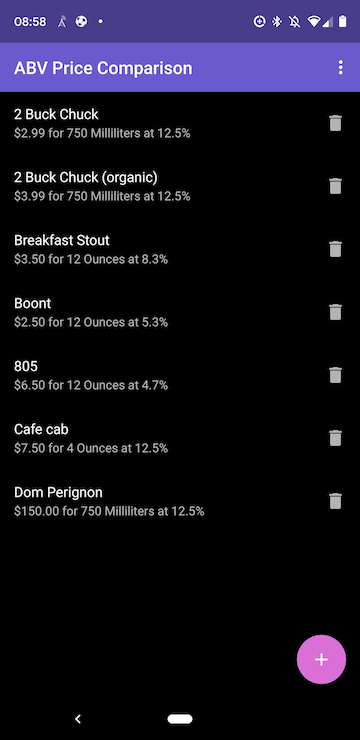 08:58
ABV Price Comparison
2 Buck Chuck
$2.99 for 750 Milliliters at 12.5%
2 Buck Chuck (organic)
$3.99 for 750 Milliliters at 12.5%
Breakfast Stout
$3.50 for 12 Ounces at 8.3%
Boont
$2.50 for 12 Ounces at 5.3%
805
$6.50 for 12 Ounces at 4.7%
Cafe cab
$7.50 for 4 Ounces at 12.5%
Dom Perignon
$150.00 for 750 Milliliters at 12.5%